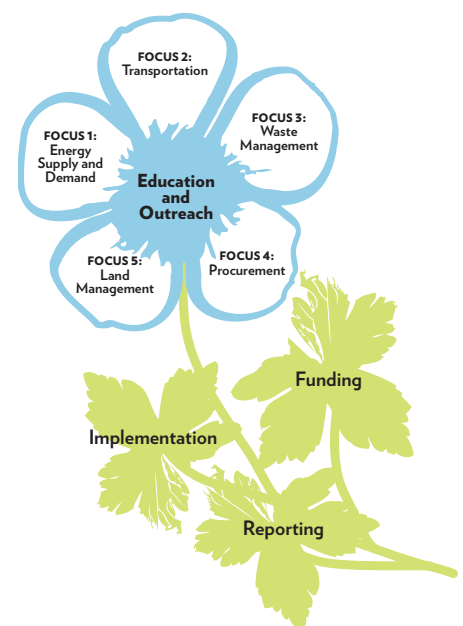 FOCUS 2:
Transportation
FOCUS 3:
Waste
Management
FOCUS 1:
Energy
Supply and
Demand
Education
and
Outreach
FOCUS 4:
Procurement
FOCUS 5:
Land
Management
Funding
Implementation
Reporting